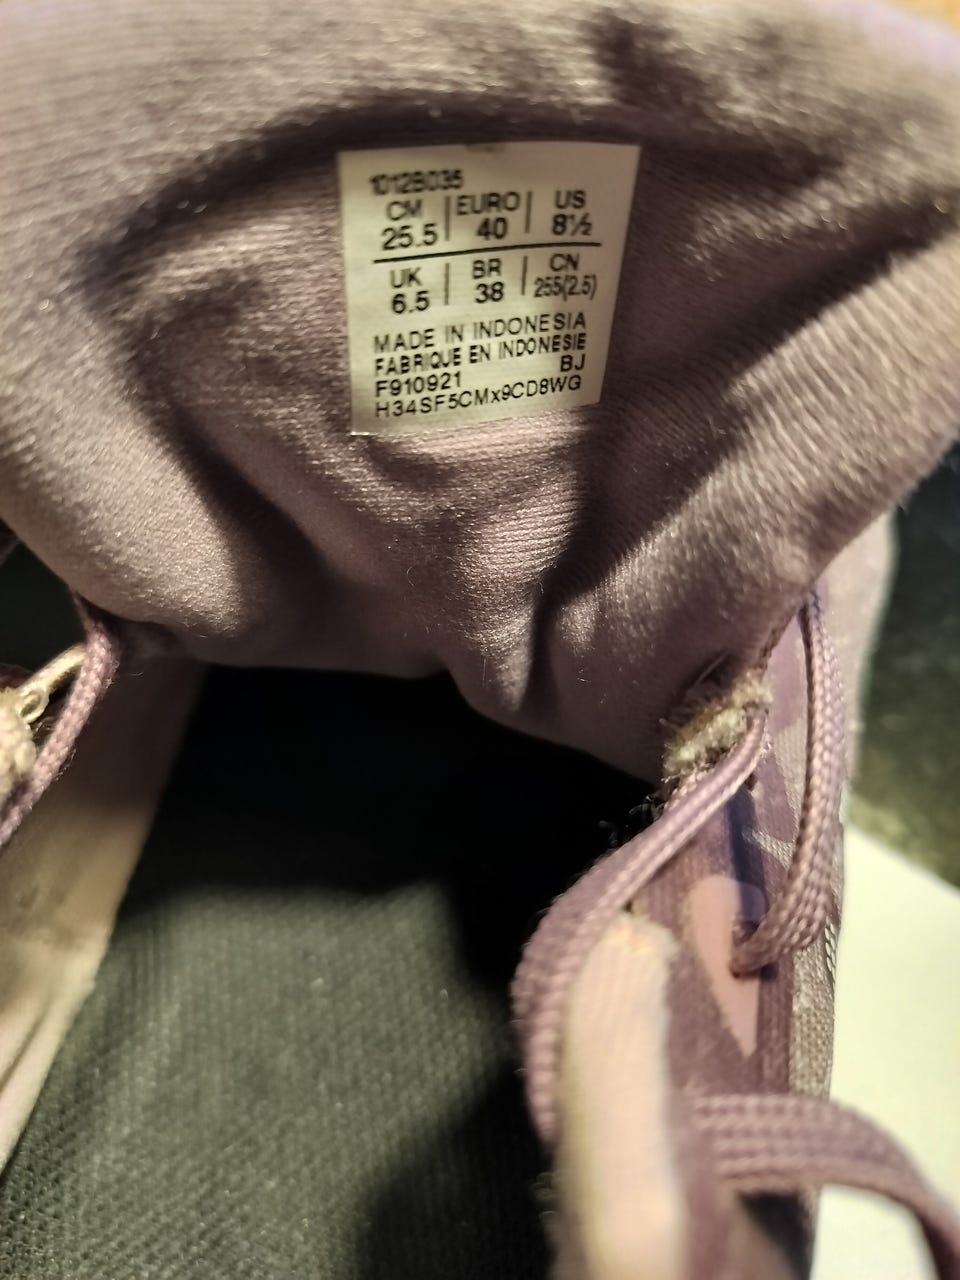 1012B035
CM | EURO | US
25.5 | 40 | 8½
UK | BR | CN
6.5 | 38 | 255(2.5)
MADE IN INDONESIA
FABRIQUE EN INDONESIE
F910921 BJ
H34SF5CMx9CD8WG